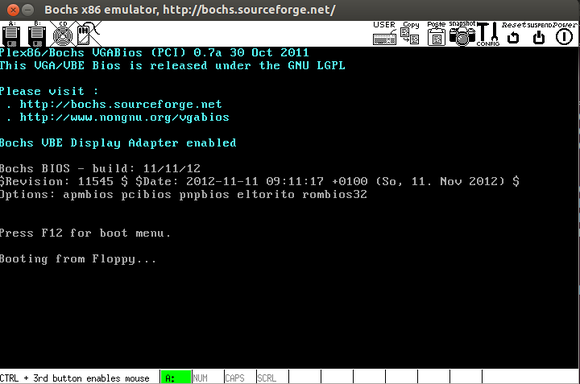 Bochs x86 emulator, http://bochs.sourceforge.net/
A: B: CD
USER Copy Paste snapshot CONFIG Reset SUSPEND Power
Plex86/Bochs VGABios (PCI) 0.7a 30 Oct 2011
This VGA/VBE Bios is released under the GNU LGPL
Please visit :
. http://bochs.sourceforge.net
. http://www.nongnu.org/vgabios
Bochs VBE Display Adapter enabled
Bochs BIOS - build: 11/11/12
$Revision: 11545 $ $Date: 2012-11-11 09:11:17 +0100 (So, 11. Nov 2012) $
Options: apmbios pcibios pnpbios eltorito rombios32
Press F12 for boot menu.
Booting from Floppy...
CTRL + 3rd button enables mouse A: NUM CAPS SCRL